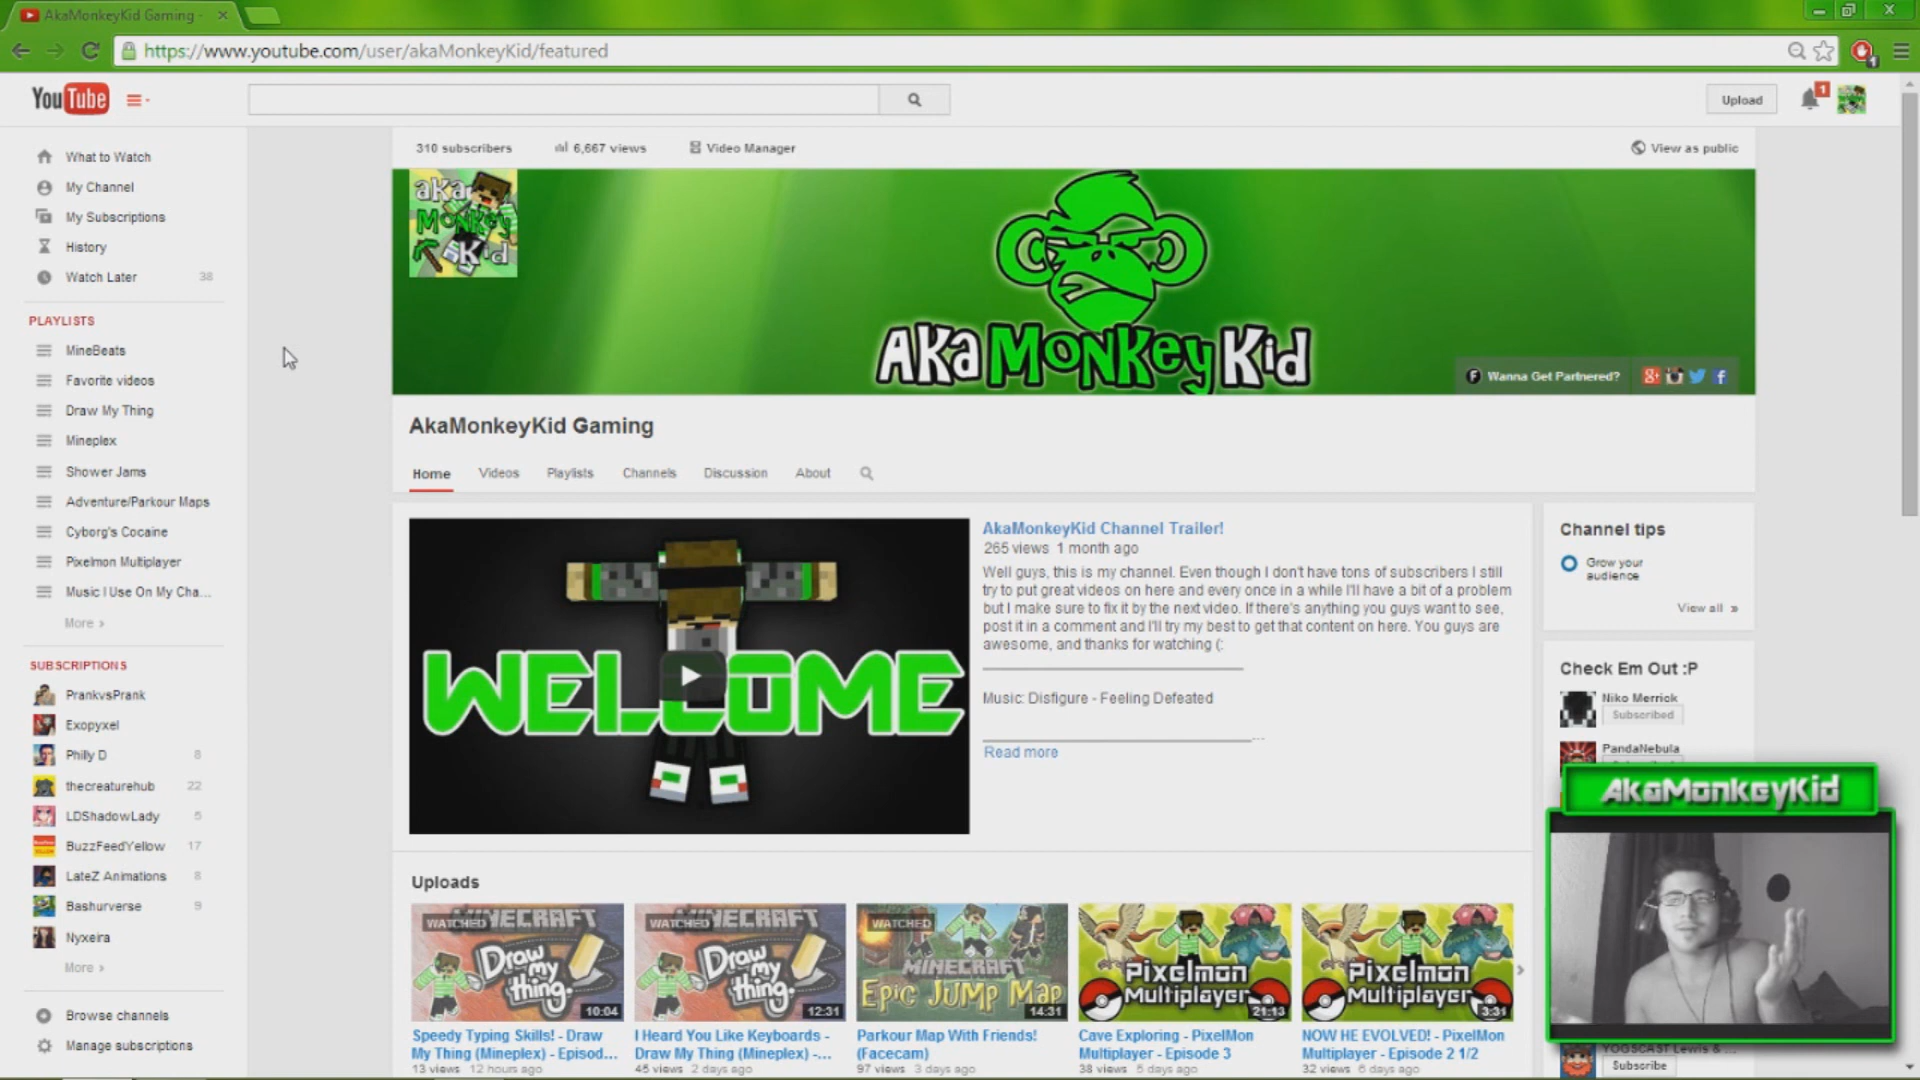 AkaMonkeyKid Gaming -
https://www.youtube.com/user/akaMonkeyKid/featured
YouTube
Upload
1
310 subscribers
6,667 views
Video Manager
View as public
What to Watch
My Channel
My Subscriptions
History
Watch Later 38
PLAYLISTS
MineBeats
Favorite videos
Draw My Thing
Mineplex
Shower Jams
Adventure/Parkour Maps
Cyborg's Cocaine
Pixelmon Multiplayer
Music I Use On My Cha...
More
SUBSCRIPTIONS
PrankvsPrank
Exopyxel
Philly D 8
thecreaturehub 22
LDShadowLady 5
BuzzFeedYellow 17
LateZ Animations 8
Bashurverse 9
Nyxeira
More
Browse channels
Manage subscriptions
aka
Monkey
Kid
AkaMonkeyKid
Wanna Get Partnered?
AkaMonkeyKid Gaming
Home Videos Playlists Channels Discussion About
WELCOME
AkaMonkeyKid Channel Trailer!
265 views 1 month ago
Well guys, this is my channel. Even though I don't have tons of subscribers I still
try to put great videos on here and every once in a while I'll have a bit of a problem
but I make sure to fix it by the next video. If there's anything you guys want to see,
post it in a comment and I'll try my best to get that content on here. You guys are
awesome, and thanks for watching (:
Music: Disfigure - Feeling Defeated
...
Read more
Channel tips
Grow your
audience
View all »
Check Em Out :P
Niko Merrick
Subscribed
PandaNebula
AkaMonkeyKid
YOGSCAST Lewis & ...
Subscribe
Uploads
WATCHED
MINECRAFT
Draw
my
thing.
10:04
Speedy Typing Skills! - Draw
My Thing (Mineplex) - Episod...
13 views 12 hours ago
WATCHED
MINECRAFT
Draw
my
thing.
12:31
I Heard You Like Keyboards -
Draw My Thing (Mineplex) -...
45 views 2 days ago
WATCHED
MINECRAFT
Epic Jump Map
14:31
Parkour Map With Friends!
(Facecam)
97 views 3 days ago
Pixelmon
Multiplayer
21:13
Cave Exploring - PixelMon
Multiplayer - Episode 3
38 views 5 days ago
Pixelmon
Multiplayer
3:31
NOW HE EVOLVED! - PixelMon
Multiplayer - Episode 2 1/2
32 views 6 days ago